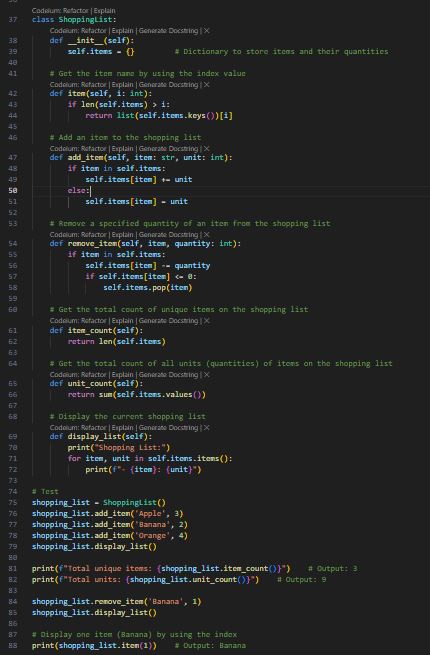 Codeium: Refactor | Explain
37 class ShoppingList:
Codeium: Refactor | Explain | Generate Docstring | X
38 def __init__(self):
39 self.items = {} # Dictionary to store items and their quantities
40
41 # Get the item name by using the index value
Codeium: Refactor | Explain | Generate Docstring | X
42 def item(self, i: int):
43 if len(self.items) > i:
44 return list(self.items.keys())[i]
45
46 # Add an item to the shopping list
Codeium: Refactor | Explain | Generate Docstring | X
47 def add_item(self, item: str, unit: int):
48 if item in self.items:
49 self.items[item] += unit
50 else:
51 self.items[item] = unit
52
53 # Remove a specified quantity of an item from the shopping list
Codeium: Refactor | Explain | Generate Docstring | X
54 def remove_item(self, item, quantity: int):
55 if item in self.items:
56 self.items[item] -= quantity
57 if self.items[item] <= 0:
58 self.items.pop(item)
59
60 # Get the total count of unique items on the shopping list
Codeium: Refactor | Explain | Generate Docstring | X
61 def item_count(self):
62 return len(self.items)
63
64 # Get the total count of all units (quantities) of items on the shopping list
Codeium: Refactor | Explain | Generate Docstring | X
65 def unit_count(self):
66 return sum(self.items.values())
67
68 # Display the current shopping list
Codeium: Refactor | Explain | Generate Docstring | X
69 def display_list(self):
70 print("Shopping List:")
71 for item, unit in self.items.items():
72 print(f"- {item}: {unit}")
73
74 # Test
75 shopping_list = ShoppingList()
76 shopping_list.add_item('Apple', 3)
77 shopping_list.add_item('Banana', 2)
78 shopping_list.add_item('Orange', 4)
79 shopping_list.display_list()
80
81 print(f"Total unique items: {shopping_list.item_count()}") # Output: 3
82 print(f"Total units: {shopping_list.unit_count()}") # Output: 9
83
84 shopping_list.remove_item('Banana', 1)
85 shopping_list.display_list()
86
87 # Display one item (Banana) by using the index
88 print(shopping_list.item(1)) # Output: Banana